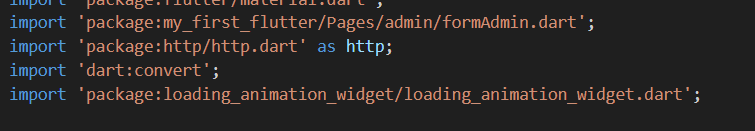 import 'package:flutter/material.dart';
import 'package:my_first_flutter/Pages/admin/formAdmin.dart';
import 'package:http/http.dart' as http;
import 'dart:convert';
import 'package:loading_animation_widget/loading_animation_widget.dart';